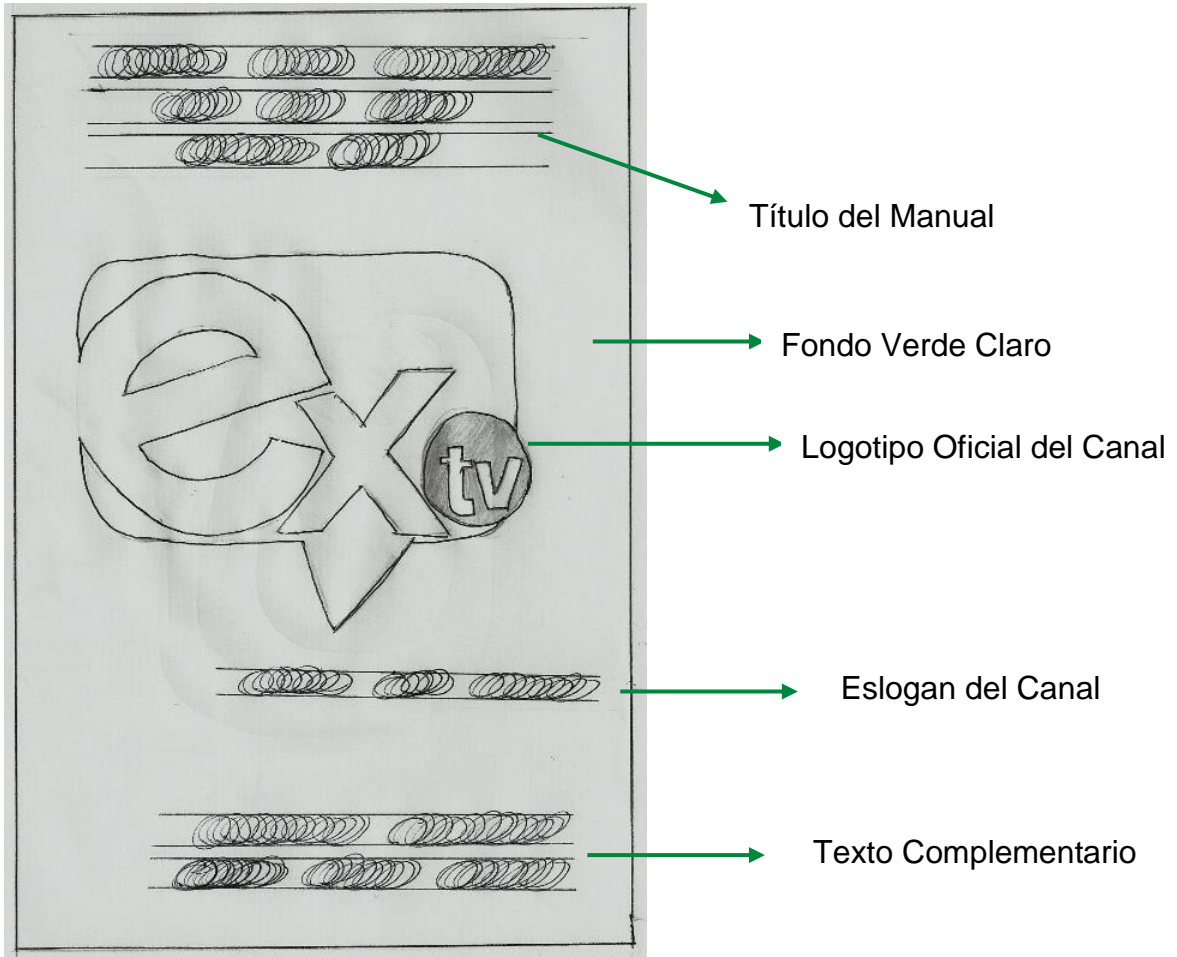 Título del Manual
Fondo Verde Claro
ex
tv
Logotipo Oficial del Canal
Eslogan del Canal
Texto Complementario